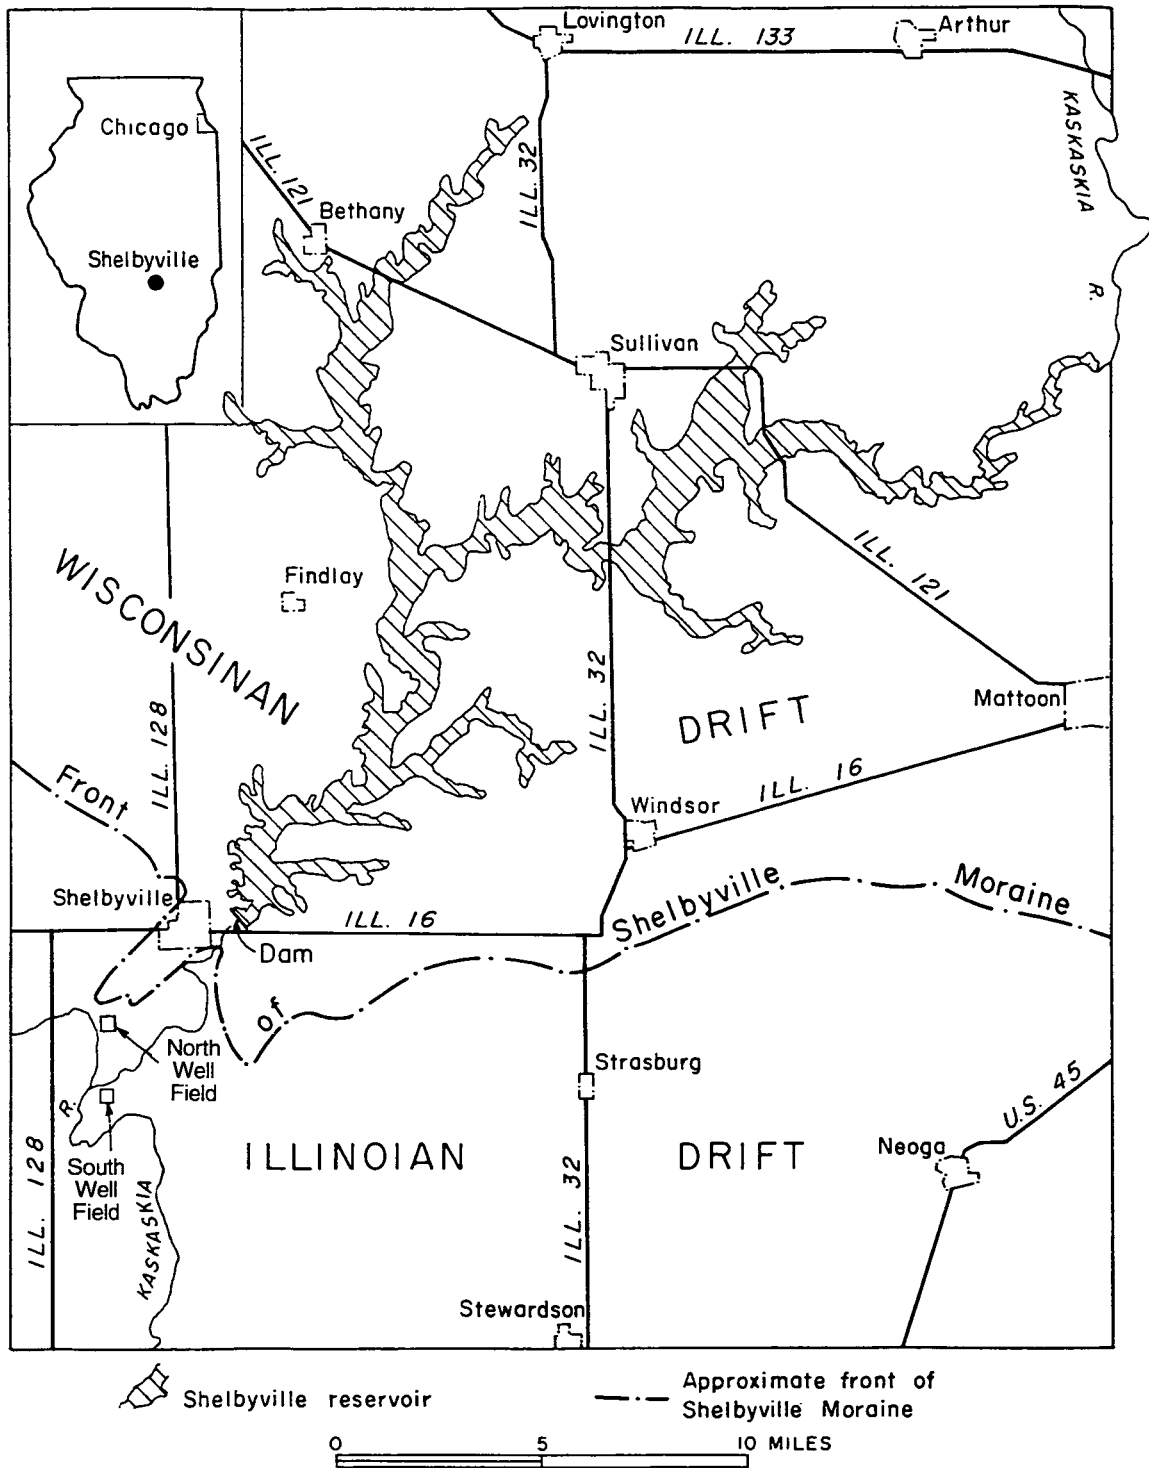 Lovington
ILL. 133
Arthur
Chicago
Shelbyville
ILL. 121
Bethany
ILL. 32
KASKASKIA
R.
Sullivan
WISCONSINAN
Findlay
ILL. 121
ILL. 32
DRIFT
Mattoon
ILL. 128
Front
ILL. 16
Windsor
Shelbyville
ILL. 16
Shelbyville
Moraine
Dam
of
North
Well
Field
Strasburg
R.
U.S. 45
ILLINOIAN
DRIFT
Neoga
South
Well
Field
ILL. 128
KASKASKIA
ILL. 32
Stewardson
Shelbyville reservoir
Approximate front of
Shelbyville Moraine
0 5 10 MILES